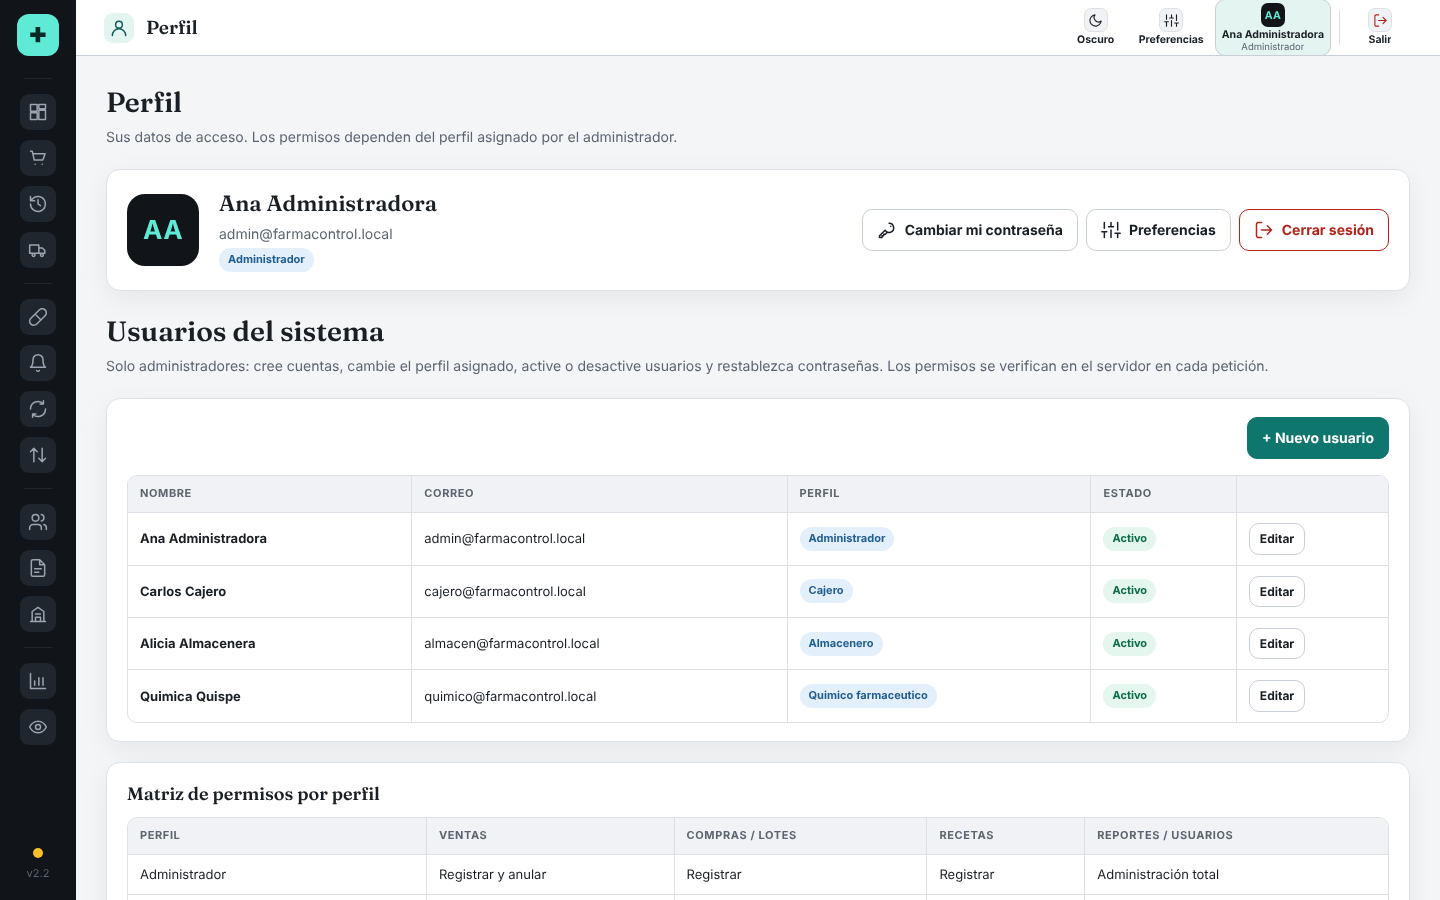 Perfil
Oscuro
Preferencias
AA
Ana Administradora
Administrador
Salir
Perfil
Sus datos de acceso. Los permisos dependen del perfil asignado por el administrador.
AA
Ana Administradora
admin@farmacontrol.local
Administrador
Cambiar mi contraseña
Preferencias
Cerrar sesión
Usuarios del sistema
Solo administradores: cree cuentas, cambie el perfil asignado, active o desactive usuarios y restablezca contraseñas. Los permisos se verifican en el servidor en cada petición.
+ Nuevo usuario
NOMBRE CORREO PERFIL ESTADO
Ana Administradora admin@farmacontrol.local Administrador Activo Editar
Carlos Cajero cajero@farmacontrol.local Cajero Activo Editar
Alicia Almacenera almacen@farmacontrol.local Almacenero Activo Editar
Quimica Quispe quimico@farmacontrol.local Quimico farmaceutico Activo Editar
Matriz de permisos por perfil
PERFIL VENTAS COMPRAS / LOTES RECETAS REPORTES / USUARIOS
Administrador Registrar y anular Registrar Registrar Administración total
v2.2